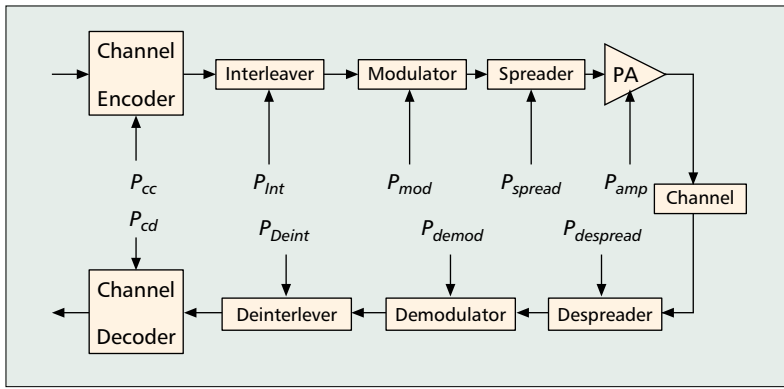 Channel
Encoder
Interleaver
Modulator
Spreader
PA
P_cc
P_Int
P_mod
P_spread
P_amp
Channel
P_cd
P_Deint
P_demod
P_despread
Channel
Decoder
Deinterlever
Demodulator
Despreader